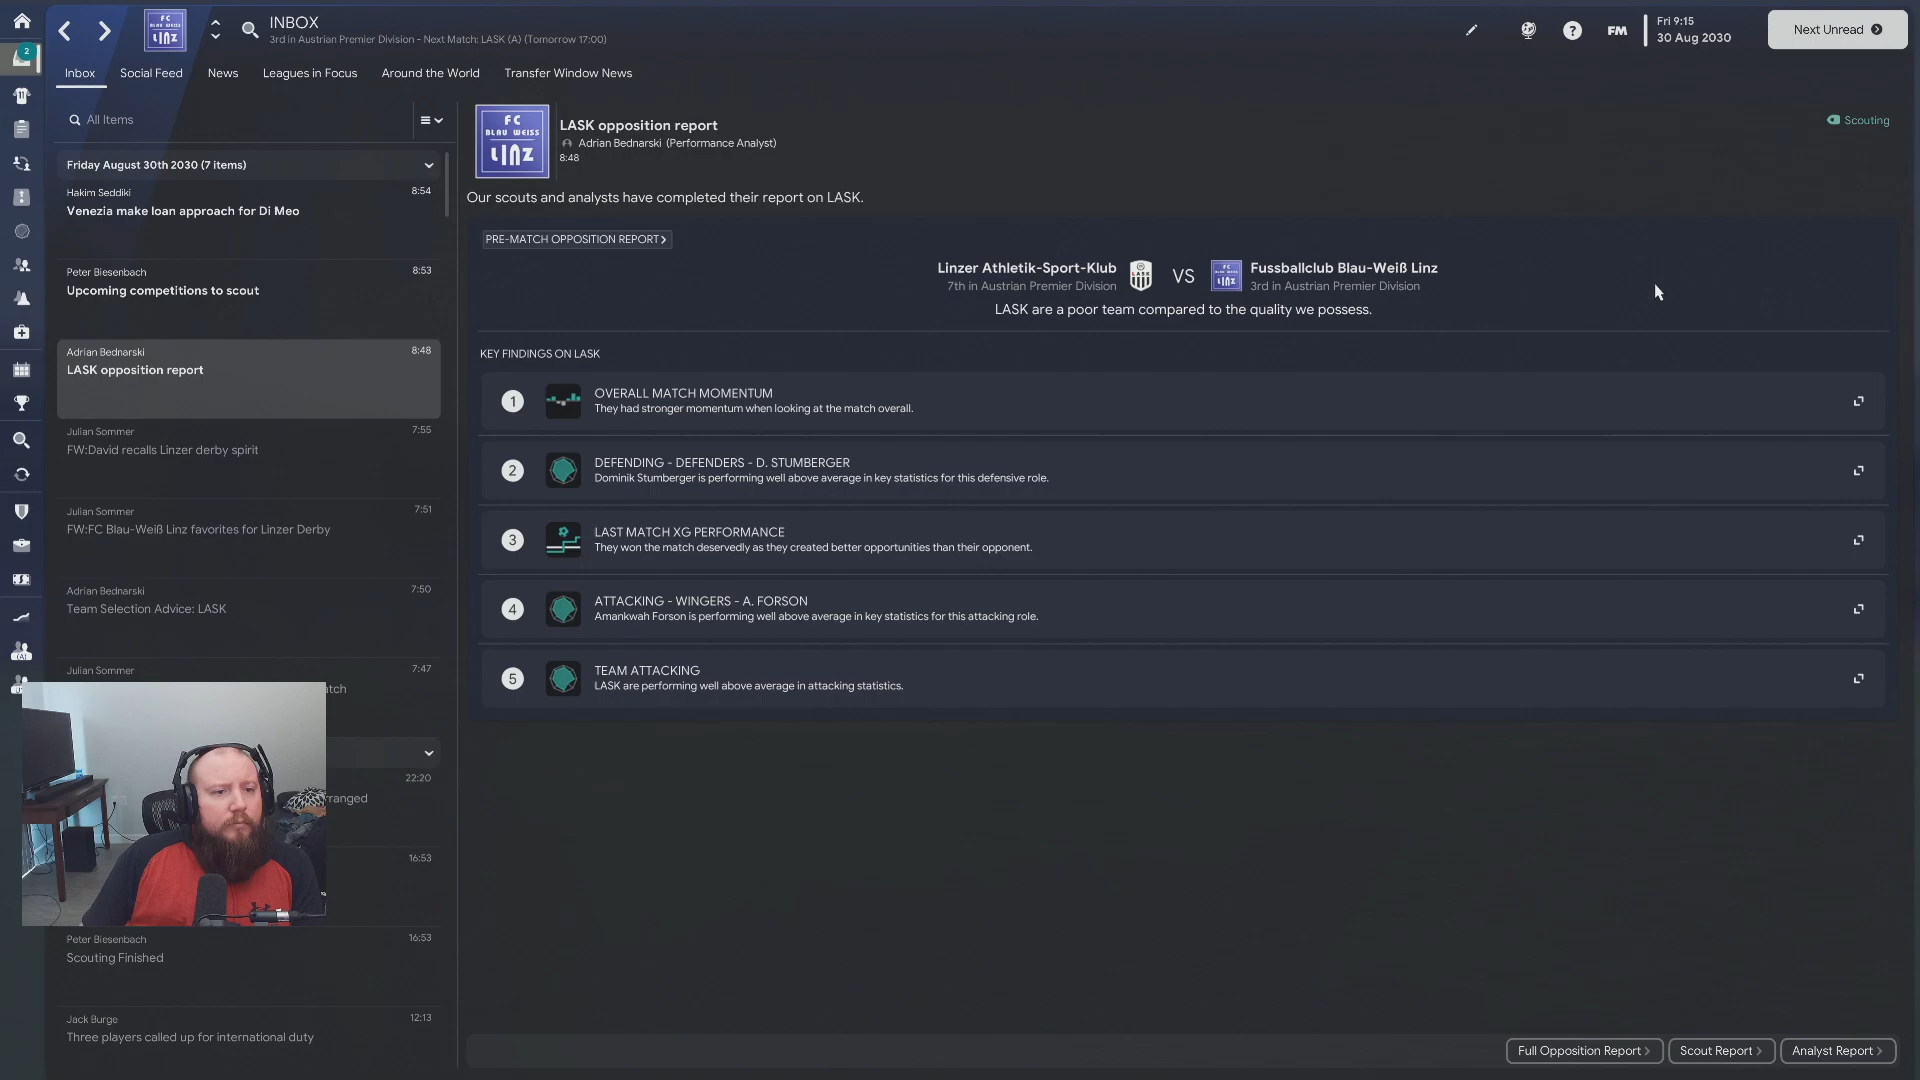 INBOX
3rd in Austrian Premier Division - Next Match: LASK (A) (Tomorrow 17:00)
FC
BLAU WEISS
LINZ
2
FM
Fri 9:15
30 Aug 2030
Next Unread
Inbox
Social Feed
News
Leagues in Focus
Around the World
Transfer Window News
All Items
Friday August 30th 2030 (7 items)
Hakim Seddiki
8:54
Venezia make loan approach for Di Meo
Peter Biesenbach
8:53
Upcoming competitions to scout
Adrian Bednarski
8:48
LASK opposition report
Julian Sommer
7:55
FW:David recalls Linzer derby spirit
Julian Sommer
7:51
FW:FC Blau-Weiß Linz favorites for Linzer Derby
Adrian Bednarski
7:50
Team Selection Advice: LASK
Julian Sommer
7:47
atch
22:20
rranged
16:53
Peter Biesenbach
16:53
Scouting Finished
Jack Burge
12:13
Three players called up for international duty
FC
BLAU WEISS
LINZ
LASK opposition report
Adrian Bednarski (Performance Analyst)
8:48
Scouting
Our scouts and analysts have completed their report on LASK.
PRE-MATCH OPPOSITION REPORT
Linzer Athletik-Sport-Klub
7th in Austrian Premier Division
VS
Fussballclub Blau-Weiß Linz
3rd in Austrian Premier Division
LASK are a poor team compared to the quality we possess.
KEY FINDINGS ON LASK
1
OVERALL MATCH MOMENTUM
They had stronger momentum when looking at the match overall.
2
DEFENDING - DEFENDERS - D. STUMBERGER
Dominik Stumberger is performing well above average in key statistics for this defensive role.
3
LAST MATCH XG PERFORMANCE
They won the match deservedly as they created better opportunities than their opponent.
4
ATTACKING - WINGERS - A. FORSON
Amankwah Forson is performing well above average in key statistics for this attacking role.
5
TEAM ATTACKING
LASK are performing well above average in attacking statistics.
Full Opposition Report
Scout Report
Analyst Report